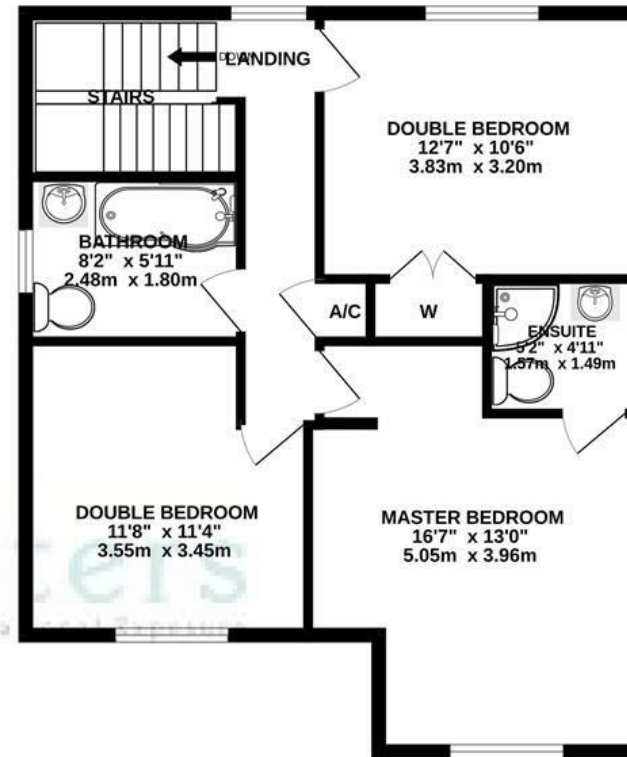 DOWN
LANDING
STAIRS
DOUBLE BEDROOM
12'7" x 10'6"
3.83m x 3.20m
BATHROOM
8'2" x 5'11"
2.48m x 1.80m
A/C
W
ENSUITE
5'2" x 4'11"
1.57m x 1.49m
DOUBLE BEDROOM
11'8" x 11'4"
3.55m x 3.45m
MASTER BEDROOM
16'7" x 13'0"
5.05m x 3.96m
ters